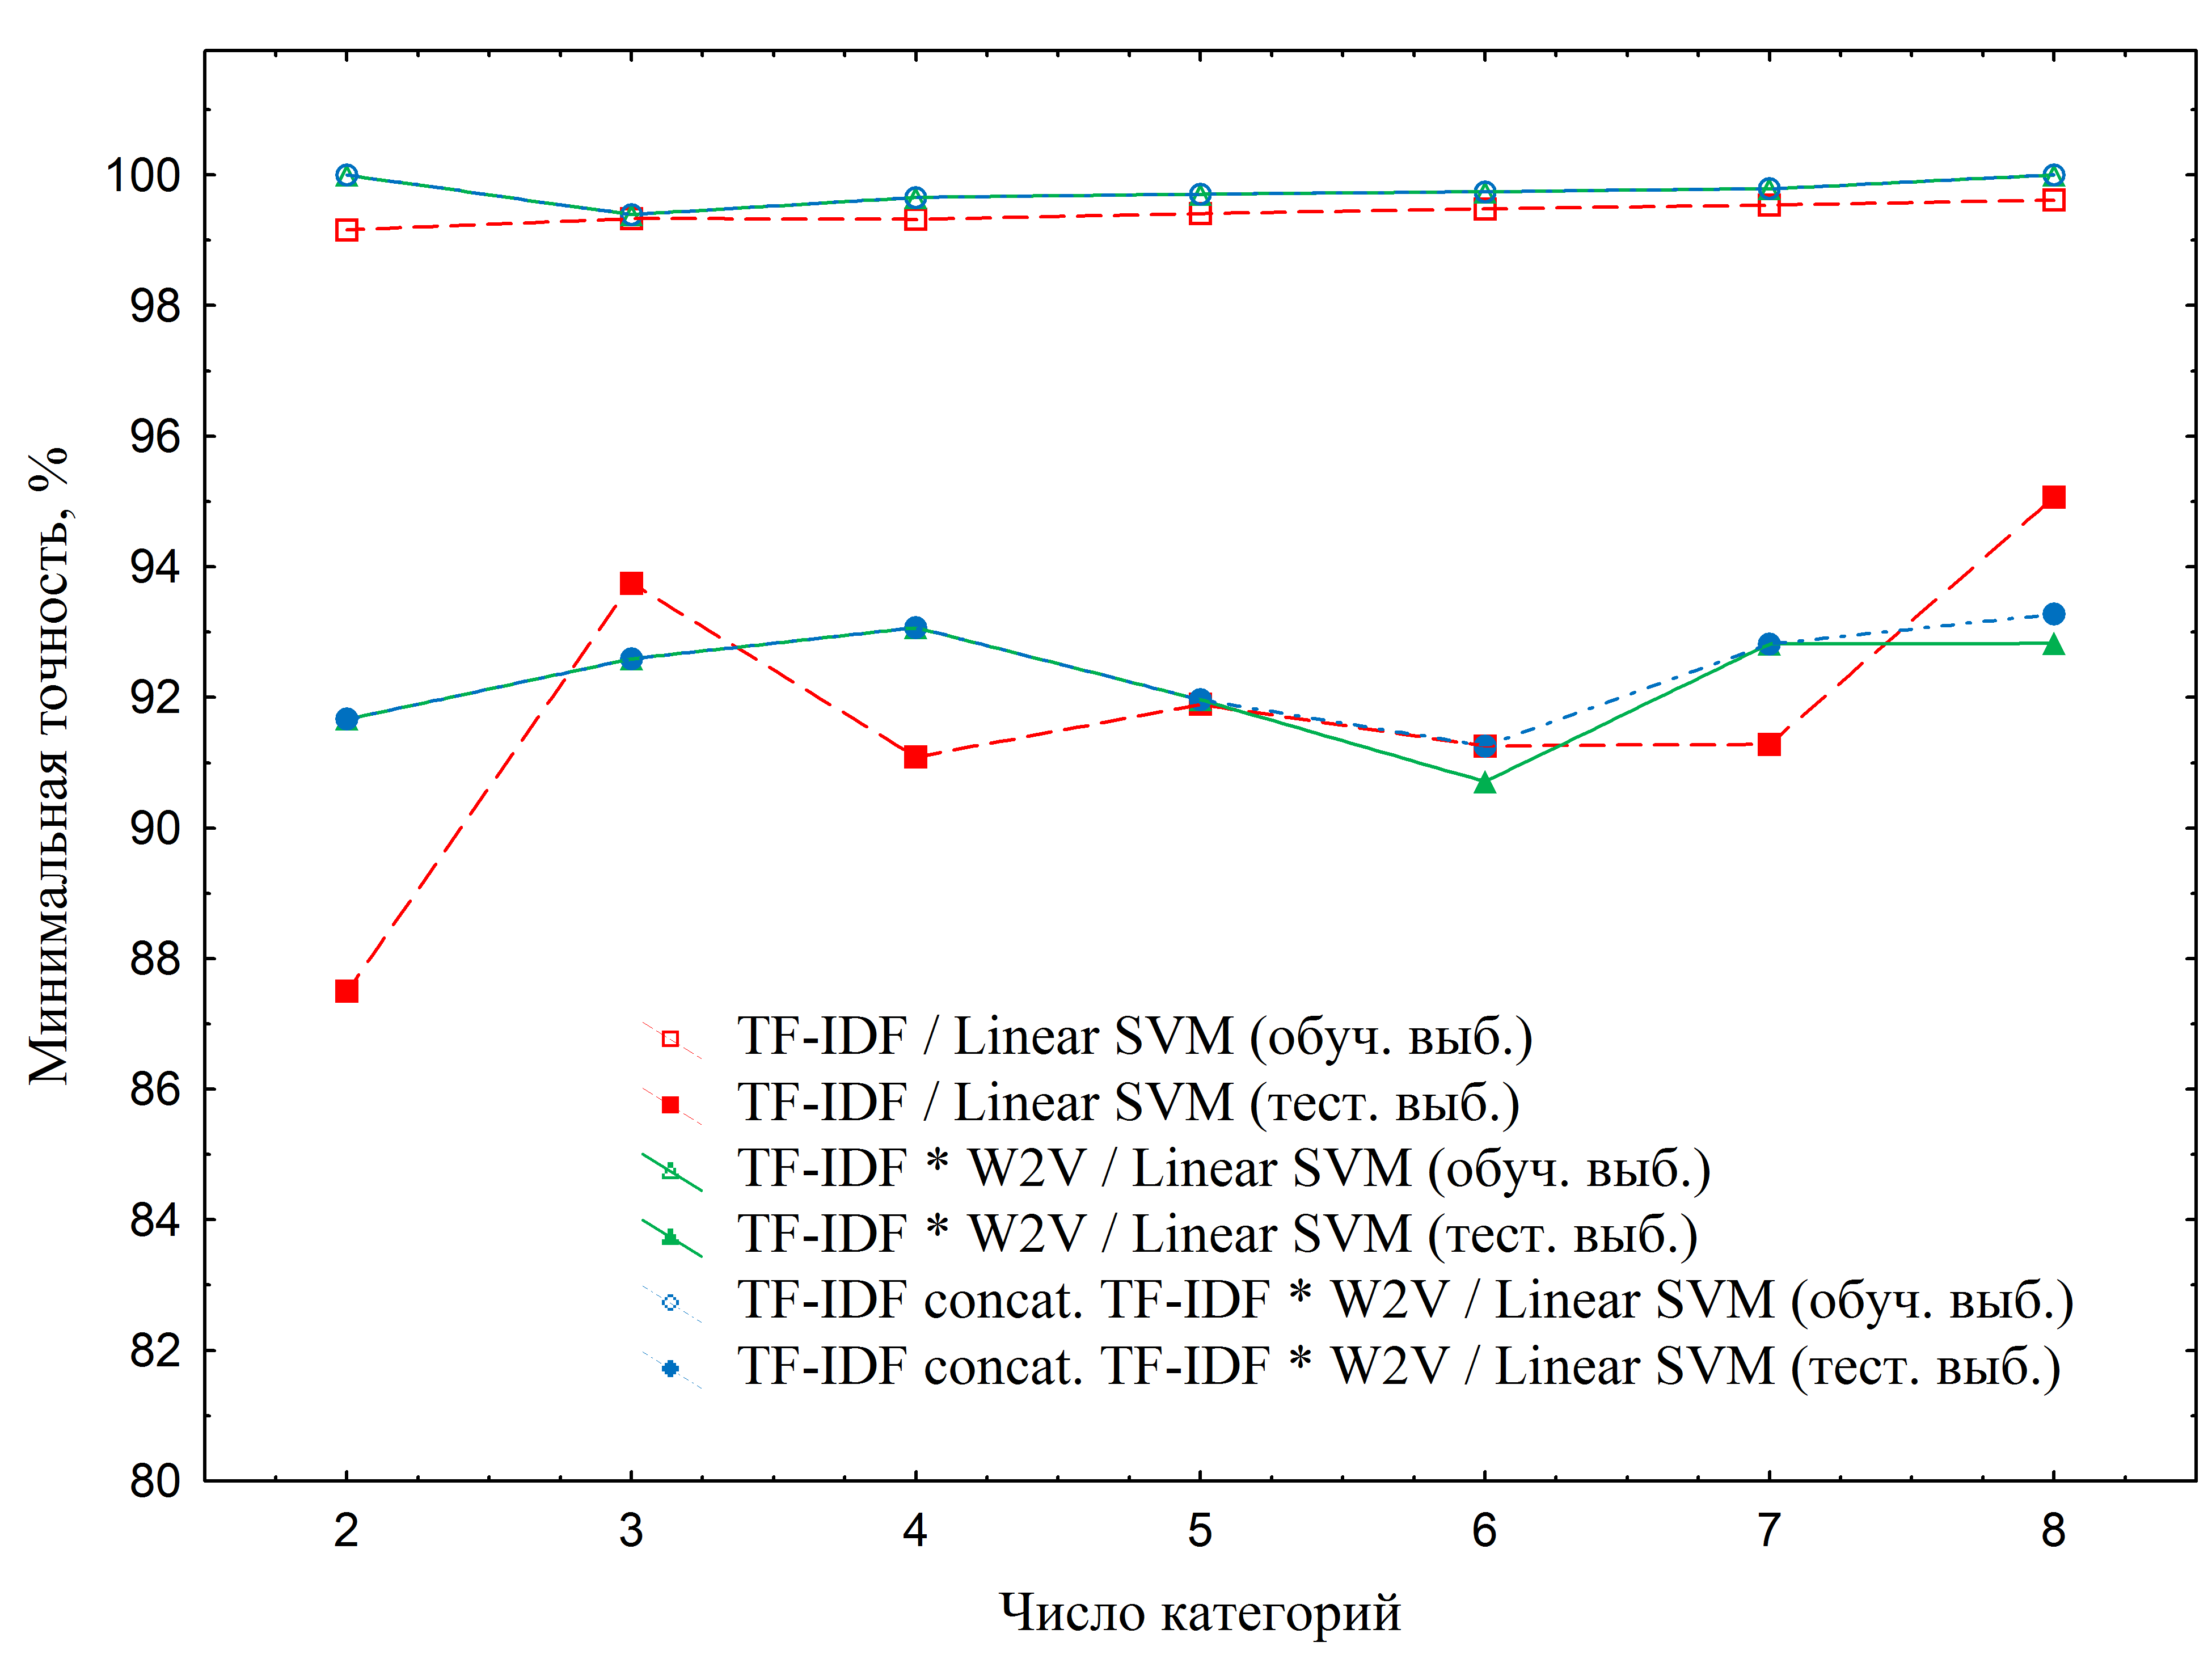 Минимальная точность, %
100
98
96
94
92
90
88
86
84
82
80
TF-IDF / Linear SVM (обуч. выб.)
TF-IDF / Linear SVM (тест. выб.)
TF-IDF * W2V / Linear SVM (обуч. выб.)
TF-IDF * W2V / Linear SVM (тест. выб.)
TF-IDF concat. TF-IDF * W2V / Linear SVM (обуч. выб.)
TF-IDF concat. TF-IDF * W2V / Linear SVM (тест. выб.)
2 3 4 5 6 7 8
Число категорий